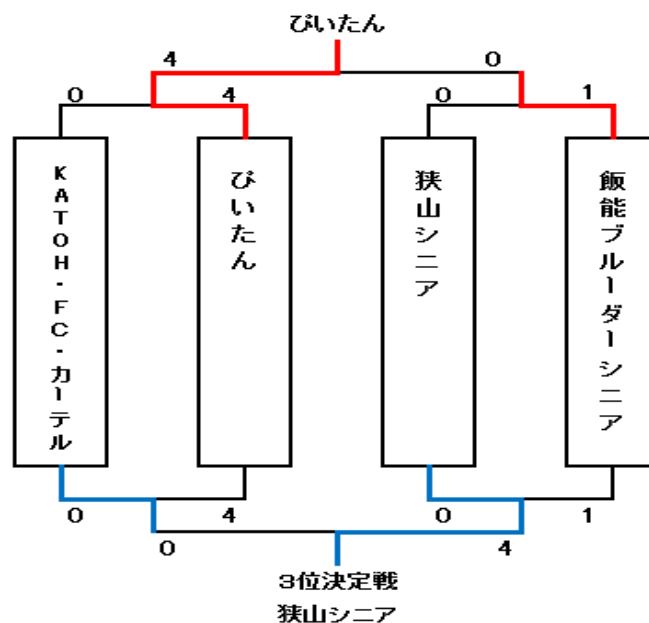 ぴいたん
4 0
0 4 0 1
KATOH・FC・カーテル
ぴいたん
狭山シニア
飯能ブルーダーシニア
0 4 0 1
0 4
3位決定戦
狭山シニア